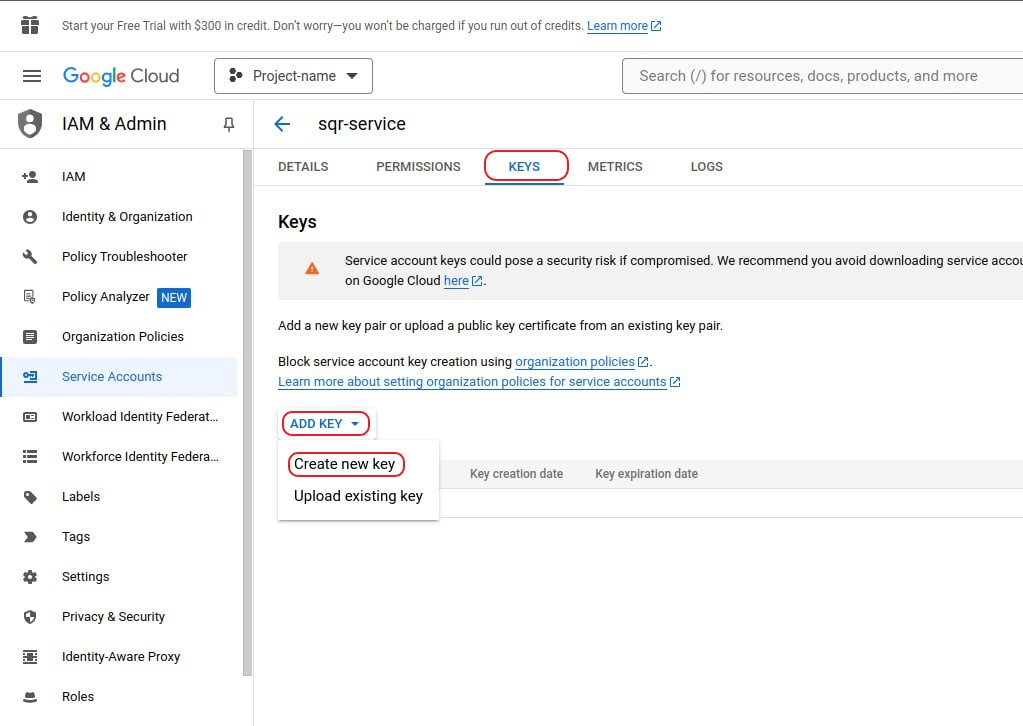 Start your Free Trial with $300 in credit. Don't worry—you won't be charged if you run out of credits. Learn more
Google Cloud
Project-name
Search (/) for resources, docs, products, and more
IAM & Admin
sqr-service
DETAILS
PERMISSIONS
KEYS
METRICS
LOGS
IAM
Identity & Organization
Policy Troubleshooter
Policy Analyzer NEW
Organization Policies
Service Accounts
Workload Identity Federat...
Workforce Identity Federa...
Labels
Tags
Settings
Privacy & Security
Identity-Aware Proxy
Roles
Keys
Service account keys could pose a security risk if compromised. We recommend you avoid downloading service accou
on Google Cloud here.
Add a new key pair or upload a public key certificate from an existing key pair.
Block service account key creation using organization policies.
Learn more about setting organization policies for service accounts
ADD KEY
Create new key
Upload existing key
Key creation date
Key expiration date